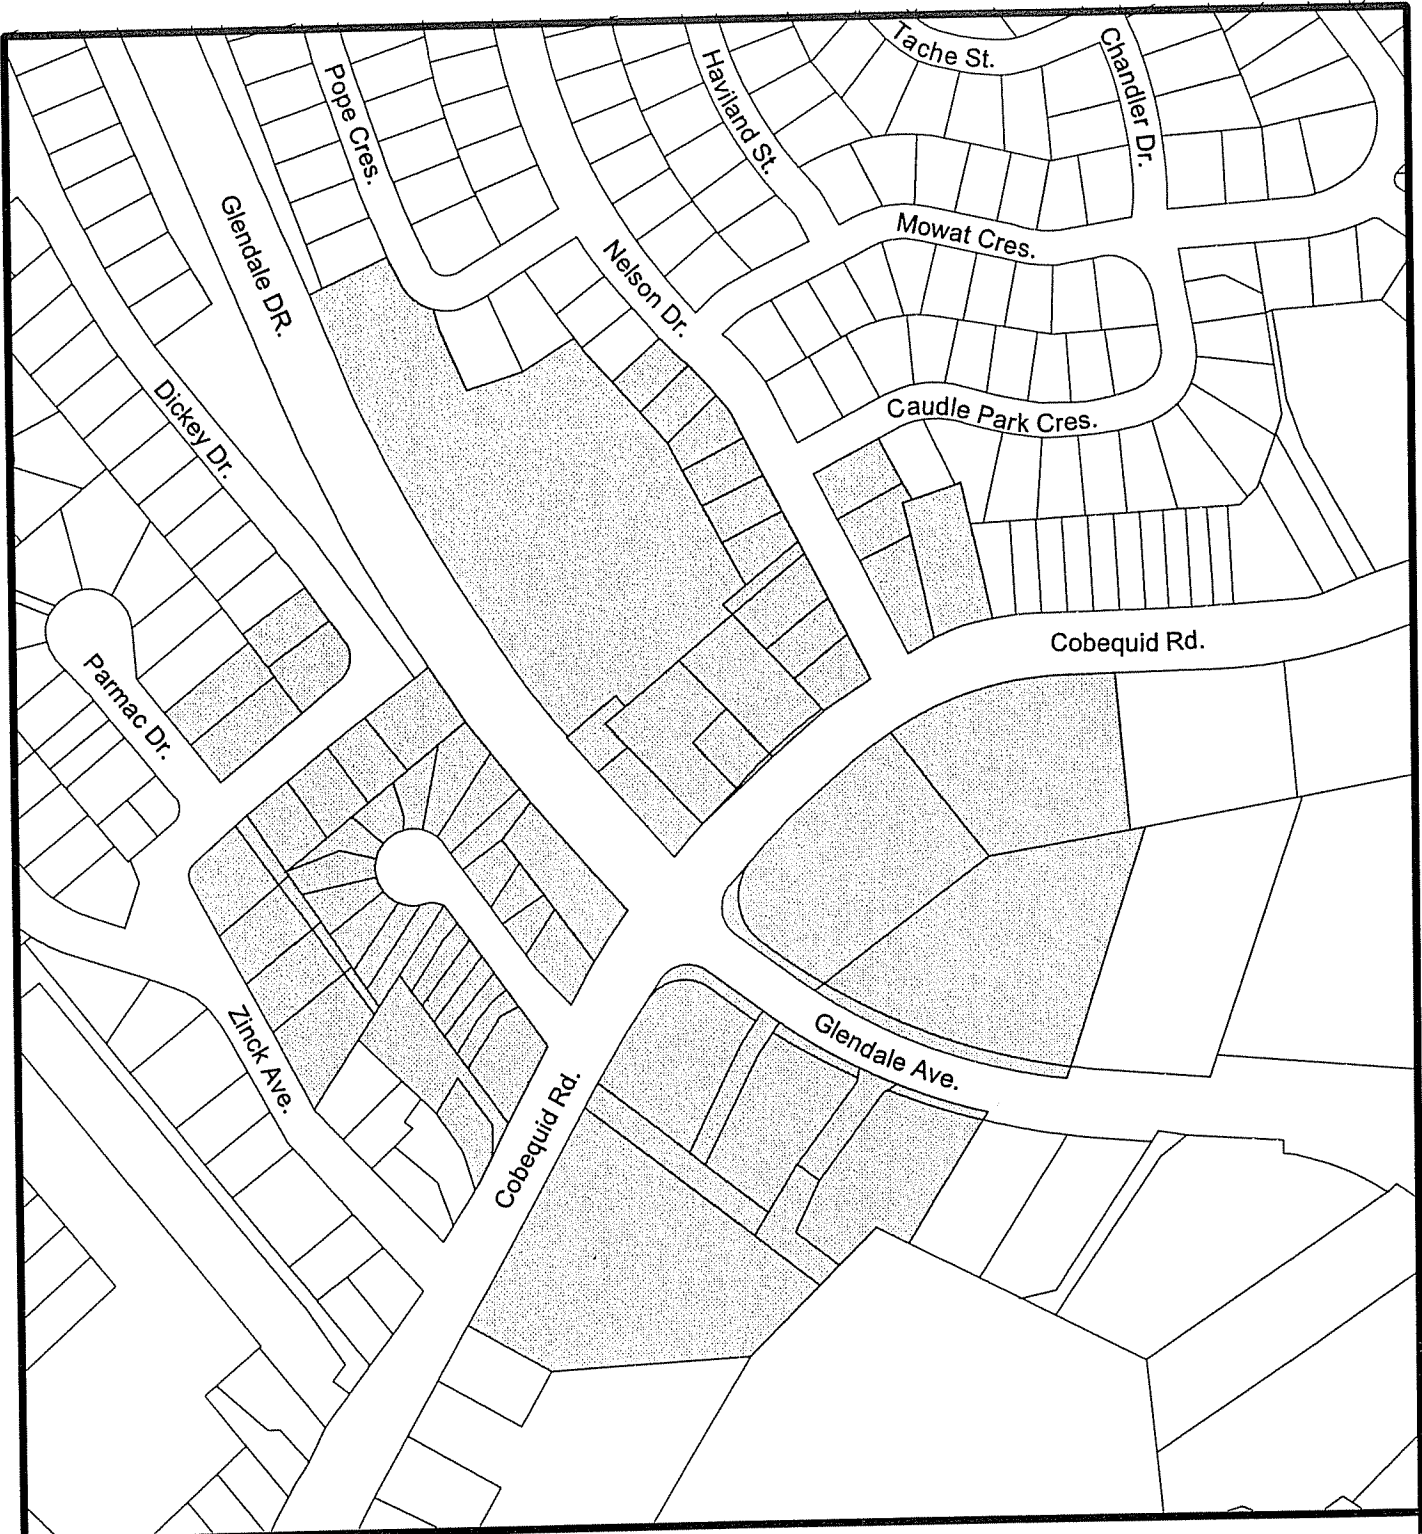 Tache St.
Chandler Dr.
Haviland St.
Pope Cres.
Glendale DR.
Mowat Cres.
Nelson Dr.
Caudle Park Cres.
Dickey Dr.
Cobequid Rd.
Parmac Dr.
Zinck Ave.
Glendale Ave.
Cobequid Rd.